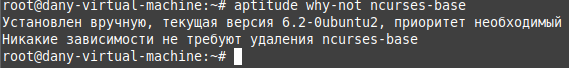 root@dany-virtual-machine:~# aptitude why-not ncurses-base
Установлен вручную, текущая версия 6.2-0ubuntu2, приоритет необходимый
Никакие зависимости не требуют удаления ncurses-base
root@dany-virtual-machine:~#